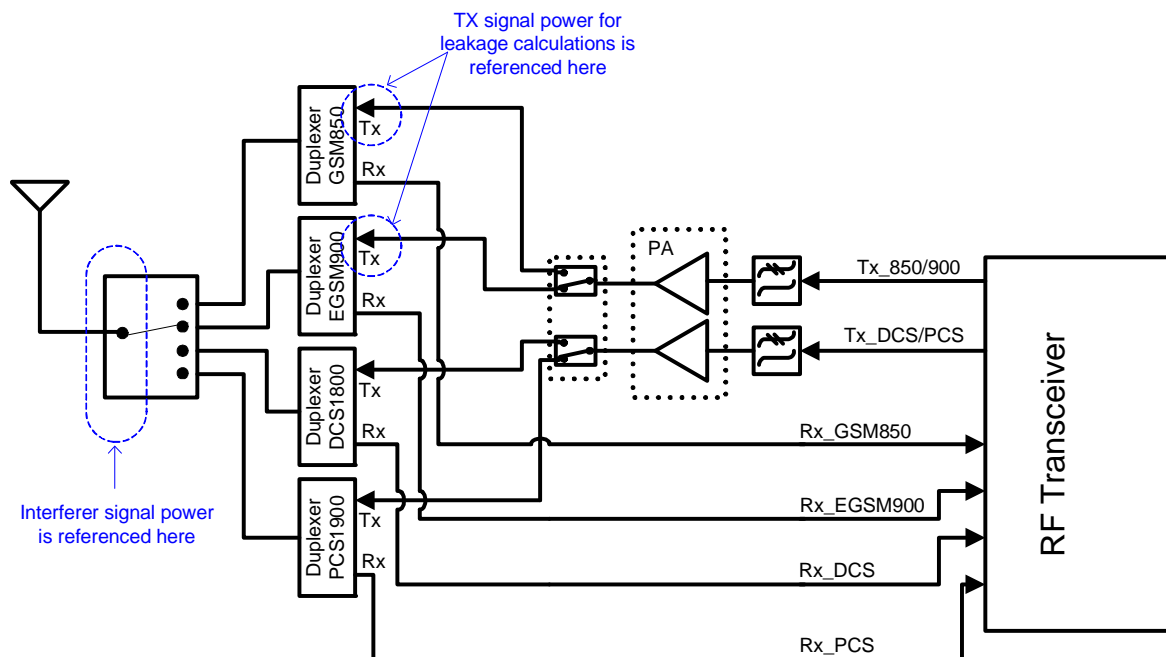 TX signal power for
leakage calculations is
referenced here
Duplexer
GSM850
Tx
Rx
Duplexer
EGSM900
Tx
Rx
PA
Tx_850/900
Tx_DCS/PCS
Duplexer
DCS1800
Tx
Rx
Rx_GSM850
Duplexer
PCS1900
Tx
Rx
Rx_EGSM900
Rx_DCS
Rx_PCS
RF Transceiver
Interferer signal power
is referenced here